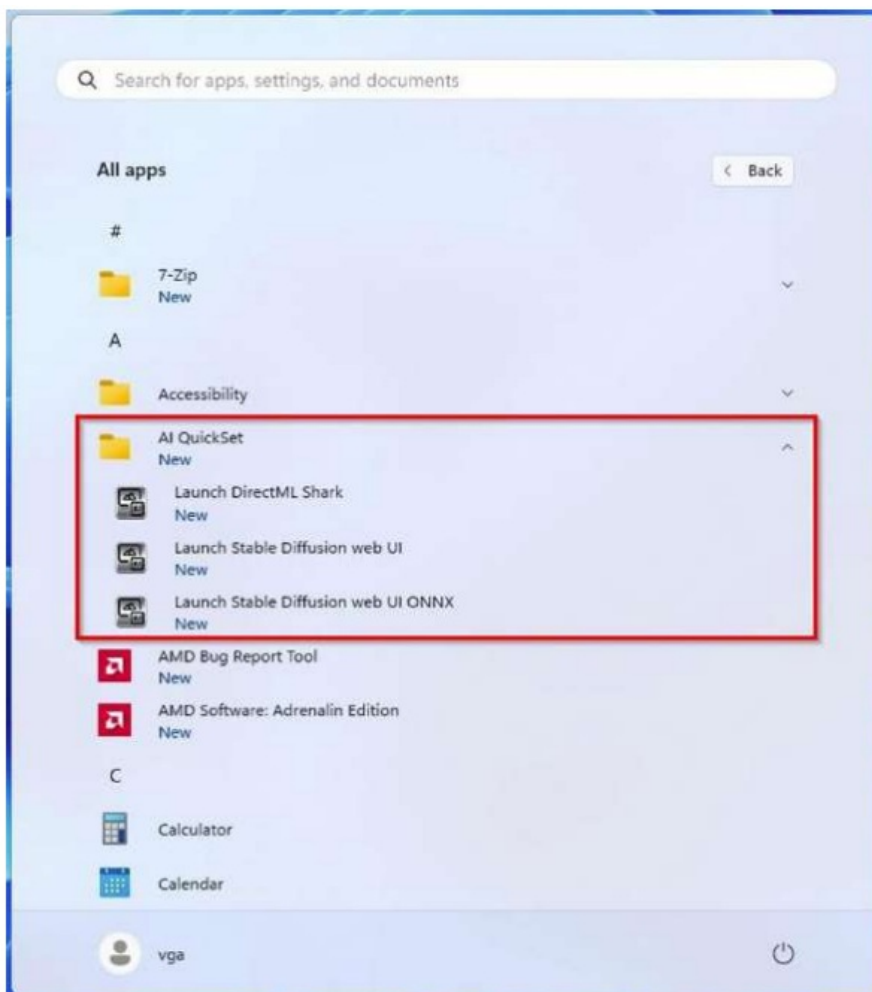 Search for apps, settings, and documents
All apps
Back
#
7-Zip
New
A
Accessibility
AI QuickSet
New
Launch DirectML Shark
New
Launch Stable Diffusion web UI
New
Launch Stable Diffusion web UI ONNX
New
AMD Bug Report Tool
New
AMD Software: Adrenalin Edition
New
C
Calculator
Calendar
vga